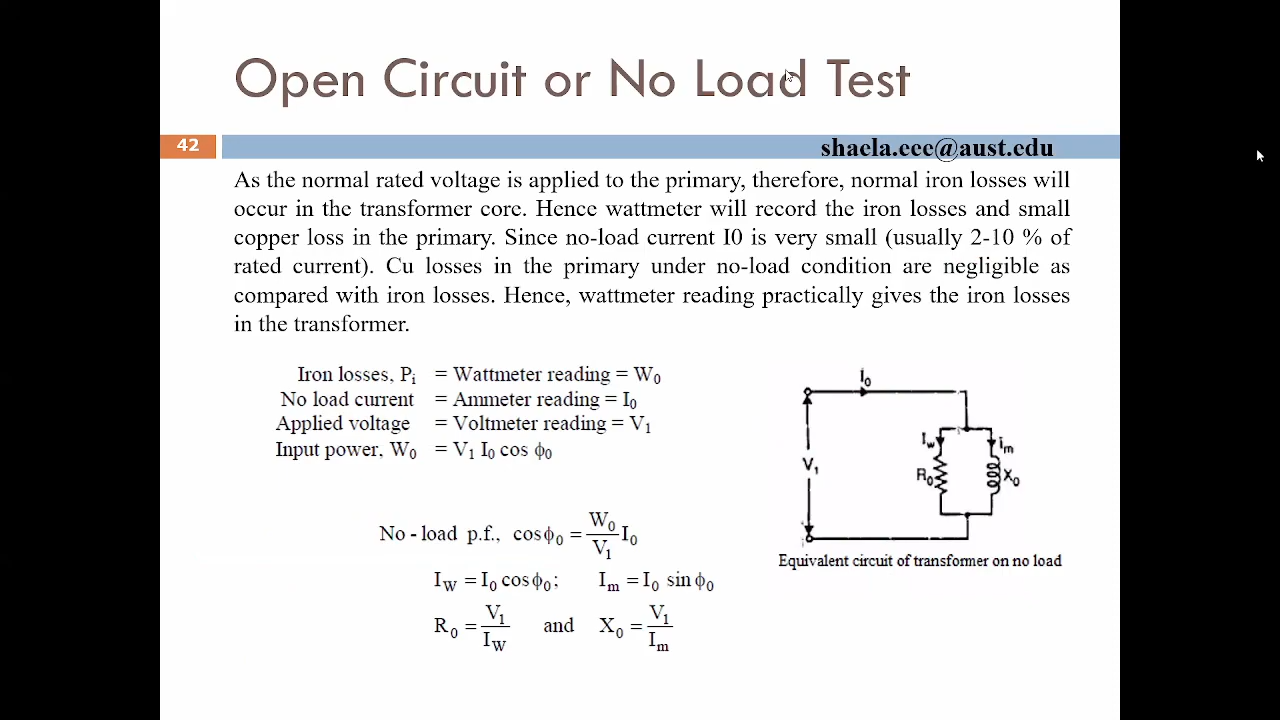 Open Circuit or No Load Test
42
shaela.eee@aust.edu
As the normal rated voltage is applied to the primary, therefore, normal iron losses will
occur in the transformer core. Hence wattmeter will record the iron losses and small
copper loss in the primary. Since no-load current I0 is very small (usually 2-10 % of
rated current). Cu losses in the primary under no-load condition are negligible as
compared with iron losses. Hence, wattmeter reading practically gives the iron losses
in the transformer.
Iron losses, Pᵢ = Wattmeter reading = W₀
No load current = Ammeter reading = I₀
Applied voltage = Voltmeter reading = V₁
Input power, W₀ = V₁ I₀ cos ϕ₀
No - load p.f., cos ϕ₀ = W₀/V₁ I₀
I_W = I₀ cos ϕ₀; I_m = I₀ sin ϕ₀
R₀ = V₁/I_W and X₀ = V₁/I_m
I₀
I_w I_m
V₁
R₀ X₀
Equivalent circuit of transformer on no load